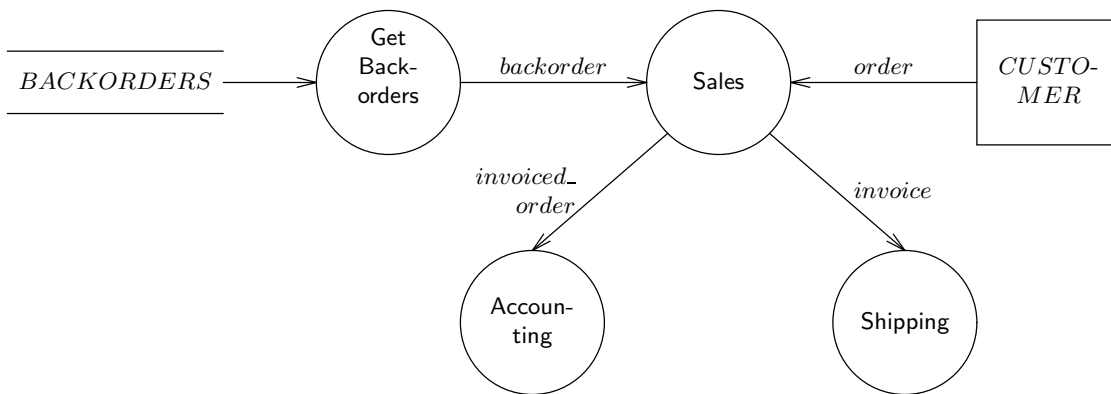 BACKORDERS
Get
Back-
orders
backorder
Sales
order
CUSTO-
MER
invoiced_
order
invoice
Accoun-
ting
Shipping